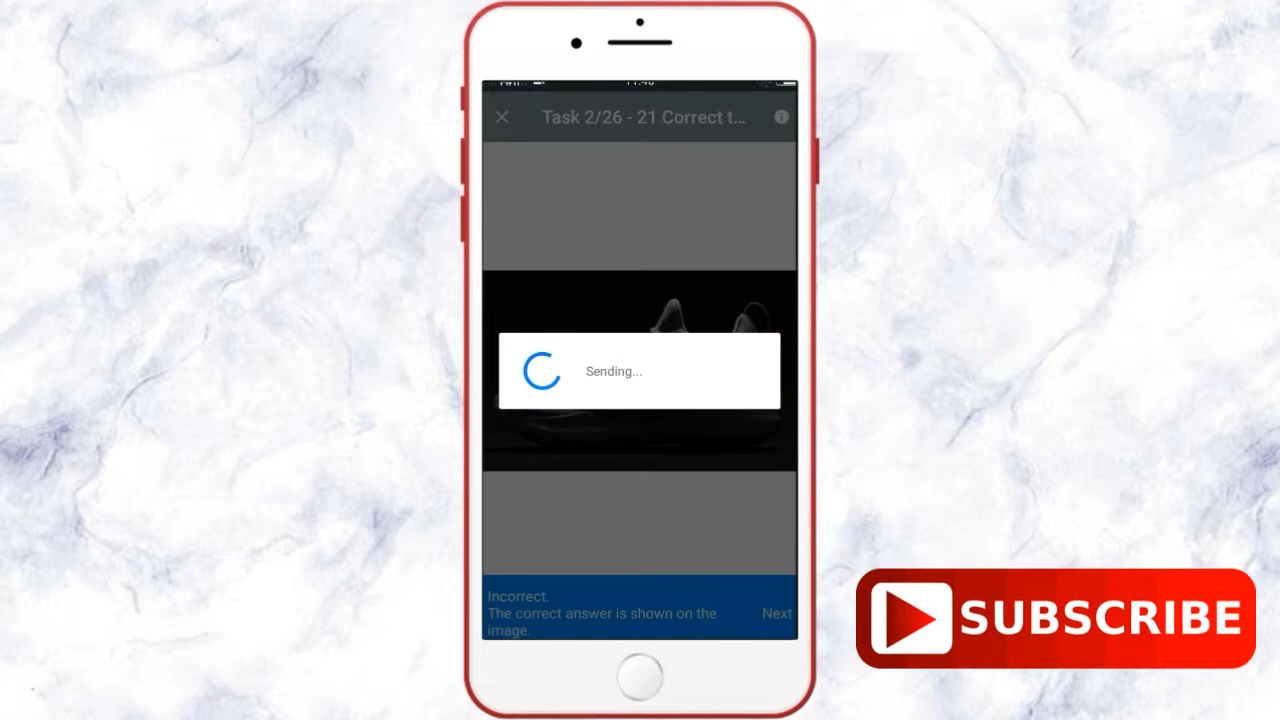 Task 2/26 - 21 Correct t...
Sending...
Incorrect.
The correct answer is shown on the
image.
Next
SUBSCRIBE